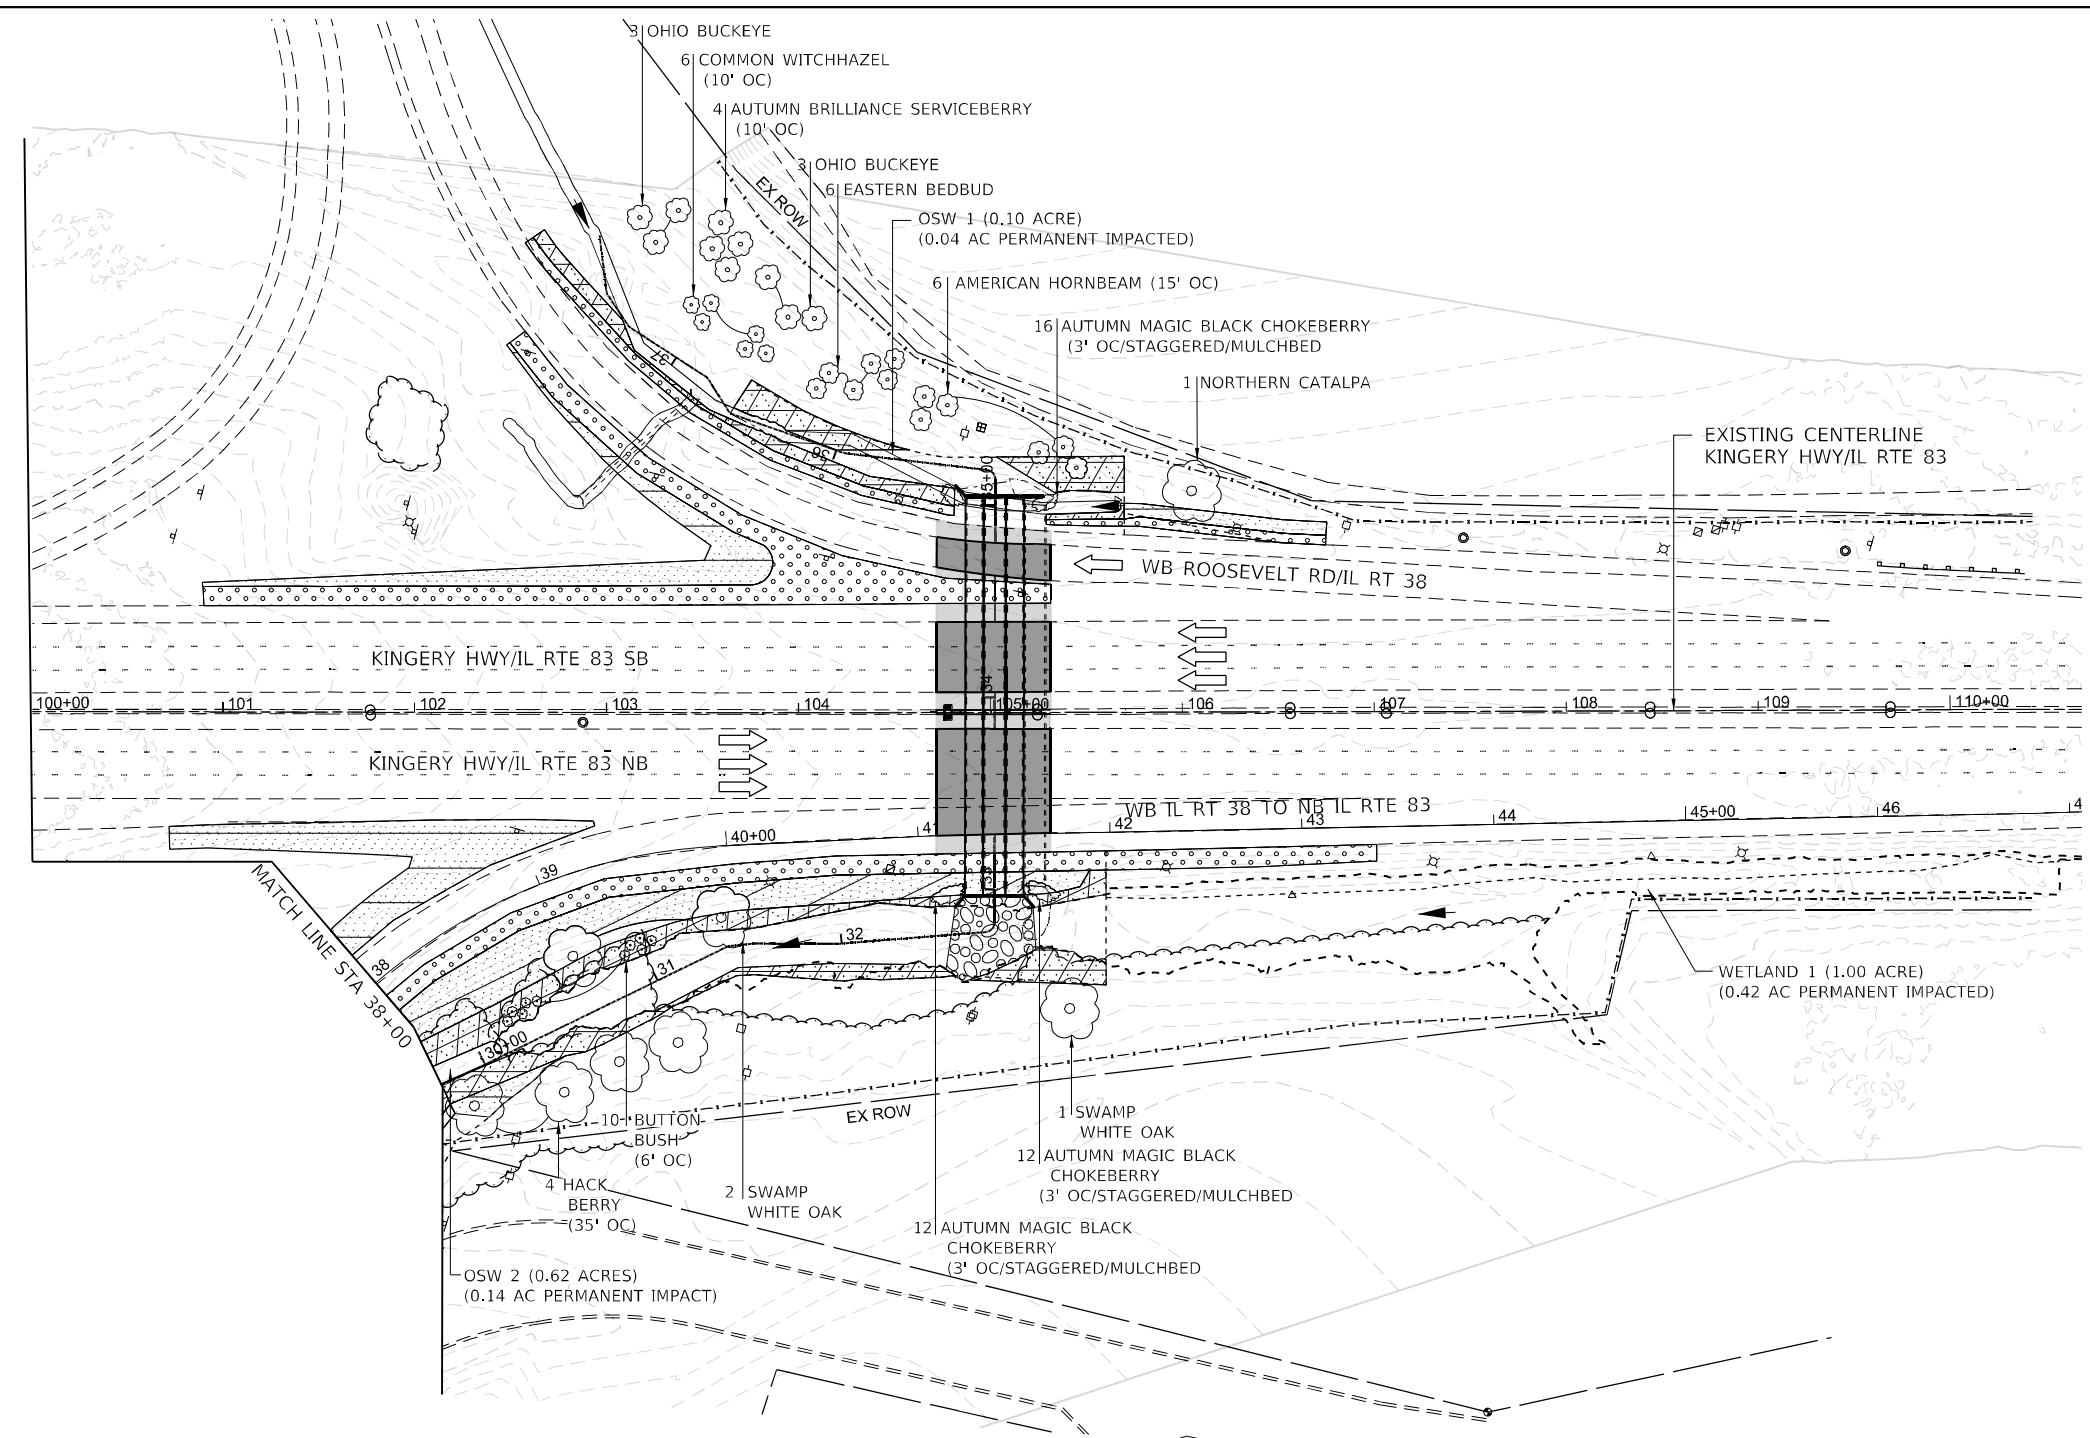 3 OHIO BUCKEYE
6 COMMON WITCHHAZEL
(10' OC)
4 AUTUMN BRILLIANCE SERVICEBERRY
(10' OC)
3 OHIO BUCKEYE
6 EASTERN BEDBUD
EX ROW
OSW 1 (0.10 ACRE)
(0.04 AC PERMANENT IMPACTED)
6 AMERICAN HORNBEAM (15' OC)
16 AUTUMN MAGIC BLACK CHOKEBERRY
(3' OC/STAGGERED/MULCHBED
1 NORTHERN CATALPA
EXISTING CENTERLINE
KINGERY HWY/IL RTE 83
37
36
35+00
WB ROOSEVELT RD/IL RT 38
KINGERY HWY/IL RTE 83 SB
34
100+00
101
102
103
104
105+00
106
107
108
109
110+00
KINGERY HWY/IL RTE 83 NB
WB IL RT 38 TO NB IL RTE 83
38
39
40+00
41
42
43
44
45+00
46
4
33
MATCH LINE STA 38+00
32
31
30+00
WETLAND 1 (1.00 ACRE)
(0.42 AC PERMANENT IMPACTED)
EX ROW
10 BUTTON
BUSH
(6' OC)
1 SWAMP
WHITE OAK
12 AUTUMN MAGIC BLACK
CHOKEBERRY
(3' OC/STAGGERED/MULCHBED
4 HACK
BERRY
(35' OC)
2 SWAMP
WHITE OAK
12 AUTUMN MAGIC BLACK
CHOKEBERRY
(3' OC/STAGGERED/MULCHBED
OSW 2 (0.62 ACRES)
(0.14 AC PERMANENT IMPACT)